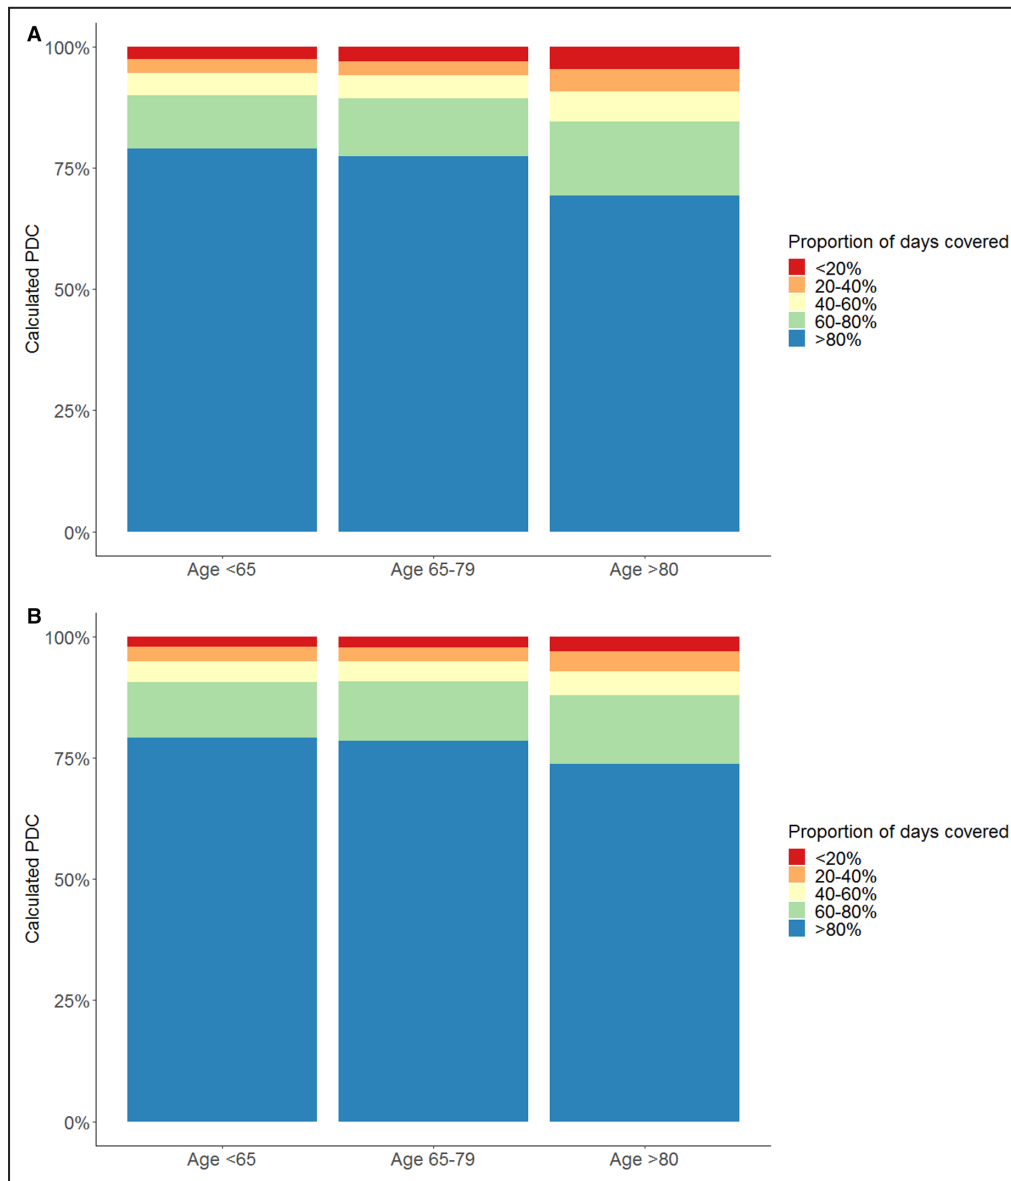 A
100%
75%
50%
25%
0%
Calculated PDC
Age <65
Age 65-79
Age >80
Proportion of days covered
<20%
20-40%
40-60%
60-80%
>80%
B
100%
75%
50%
25%
0%
Calculated PDC
Age <65
Age 65-79
Age >80
Proportion of days covered
<20%
20-40%
40-60%
60-80%
>80%